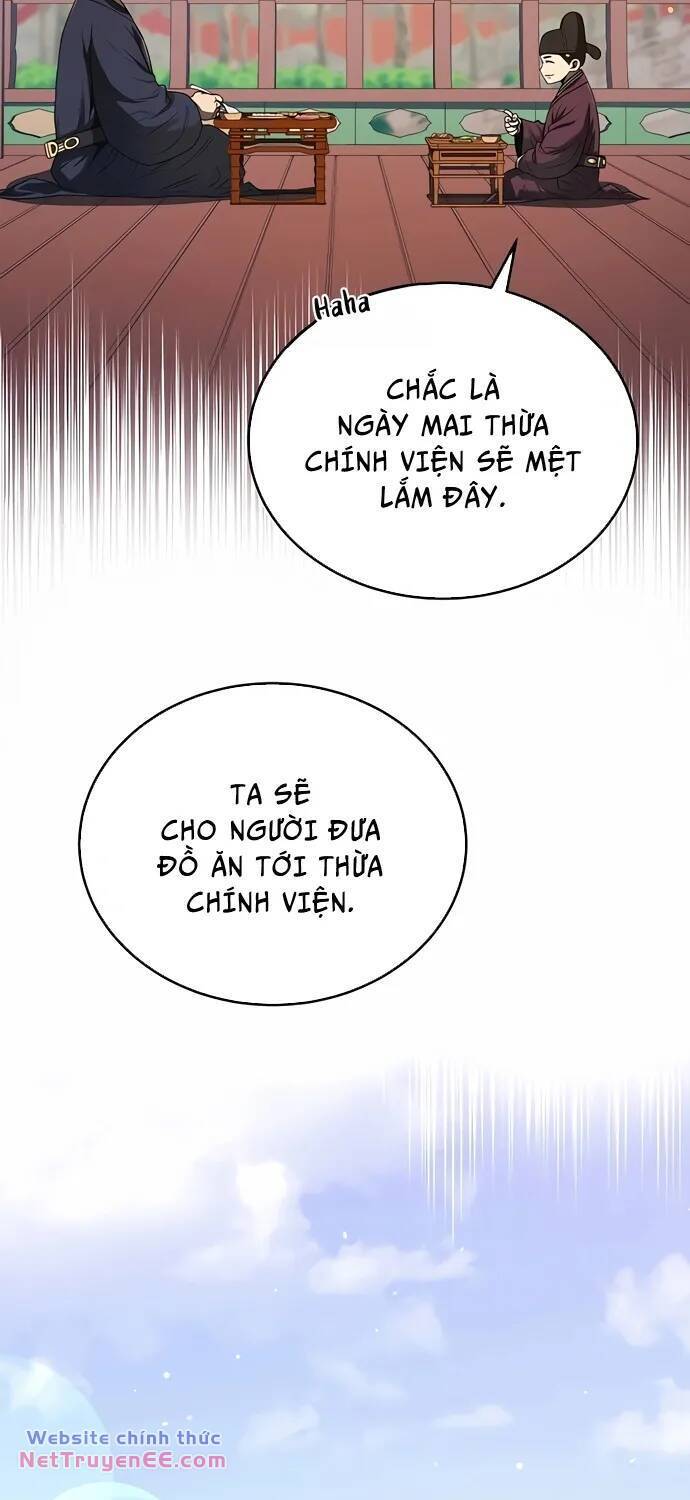 Haha
CHẮC LÀ
NGÀY MAI THỪA
CHÍNH VIỆN SẼ MỆT
LẮM ĐÂY.
TA SẼ
CHO NGƯỜI ĐƯA
ĐỒ ĂN TỚI THỪA
CHÍNH VIỆN.
Website chính thức
NetTruyenEE.com